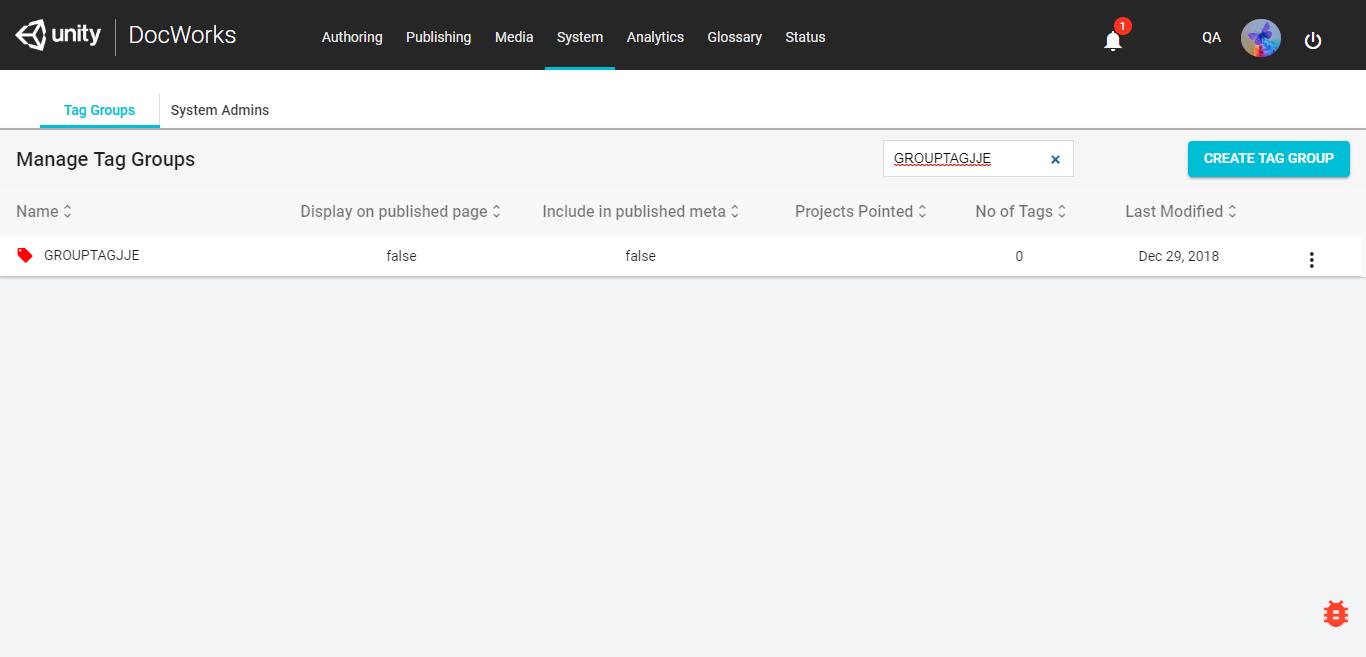 unity DocWorks Authoring Publishing Media System Analytics Glossary Status 1 QA
Tag Groups System Admins
Manage Tag Groups GROUPTAGJJE × CREATE TAG GROUP
Name Display on published page Include in published meta Projects Pointed No of Tags Last Modified
GROUPTAGJJE false false 0 Dec 29, 2018